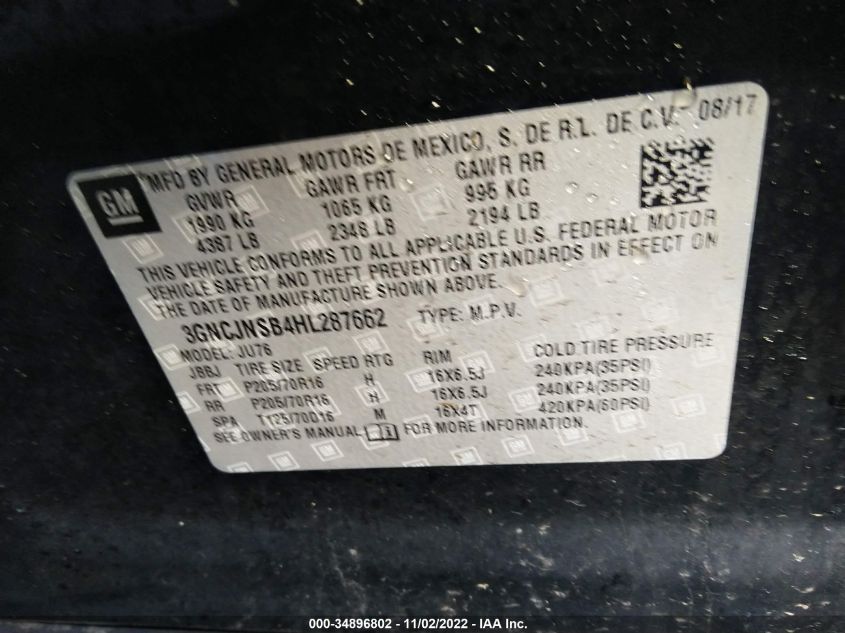 GM
MFD BY GENERAL MOTORS DE MEXICO, S. DE R.L. DE C.V. 08/17
GVWR GAWR FRT GAWR RR
1990 KG 1065 KG 995 KG
4387 LB 2348 LB 2194 LB
THIS VEHICLE CONFORMS TO ALL APPLICABLE U.S. FEDERAL MOTOR
VEHICLE SAFETY AND THEFT PREVENTION STANDARDS IN EFFECT ON
THE DATE OF MANUFACTURE SHOWN ABOVE.
3GNCJNSB4HL287662 TYPE: M.P.V.
MODEL: JU76
JBBJ TIRE SIZE SPEED RTG RIM COLD TIRE PRESSURE
FRT P205/70R16 H 16X6.5J 240KPA(35PSI)
RR P205/70R16 H 16X6.5J 240KPA(35PSI)
SPA T125/70D16 M 16X4T 420KPA(60PSI)
SEE OWNER'S MANUAL FOR MORE INFORMATION.
000-34896802 - 11/02/2022 - IAA Inc.